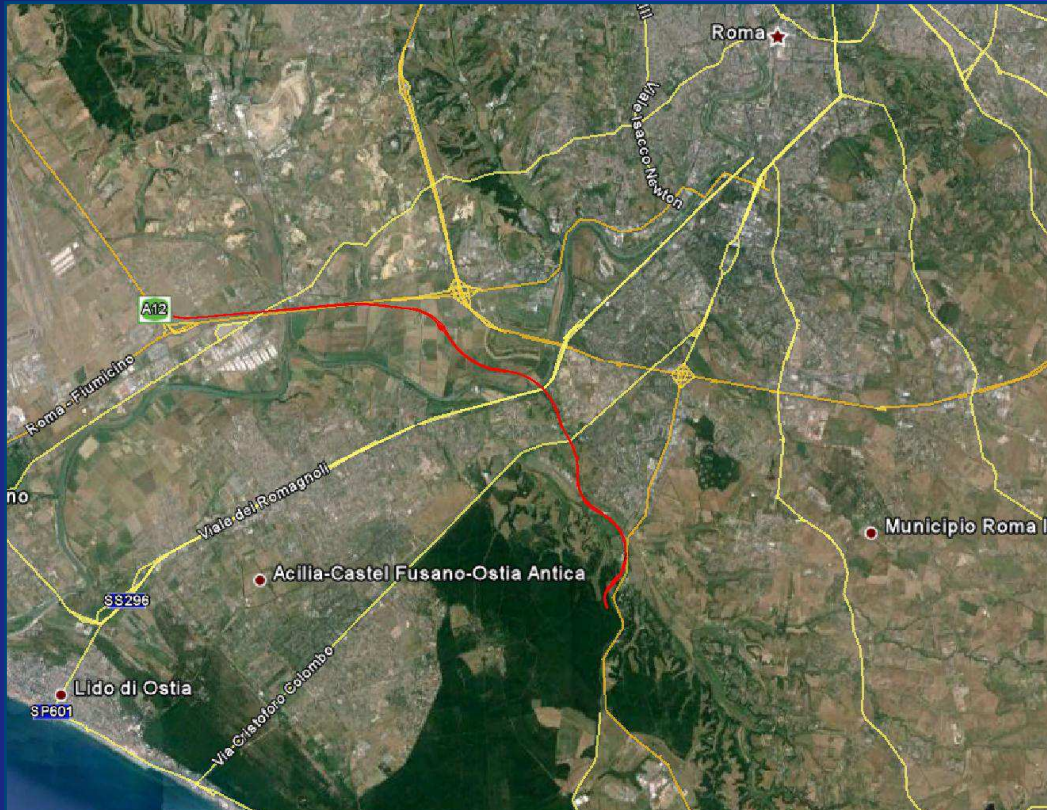 Roma
Viale Isacco Newton
A12
Roma - Fiumicino
no
Viale dei Romagnoli
Municipio Roma I
Acilia-Castel Fusano-Ostia Antica
SS296
Lido di Ostia
SP601
Via Cristoforo Colombo